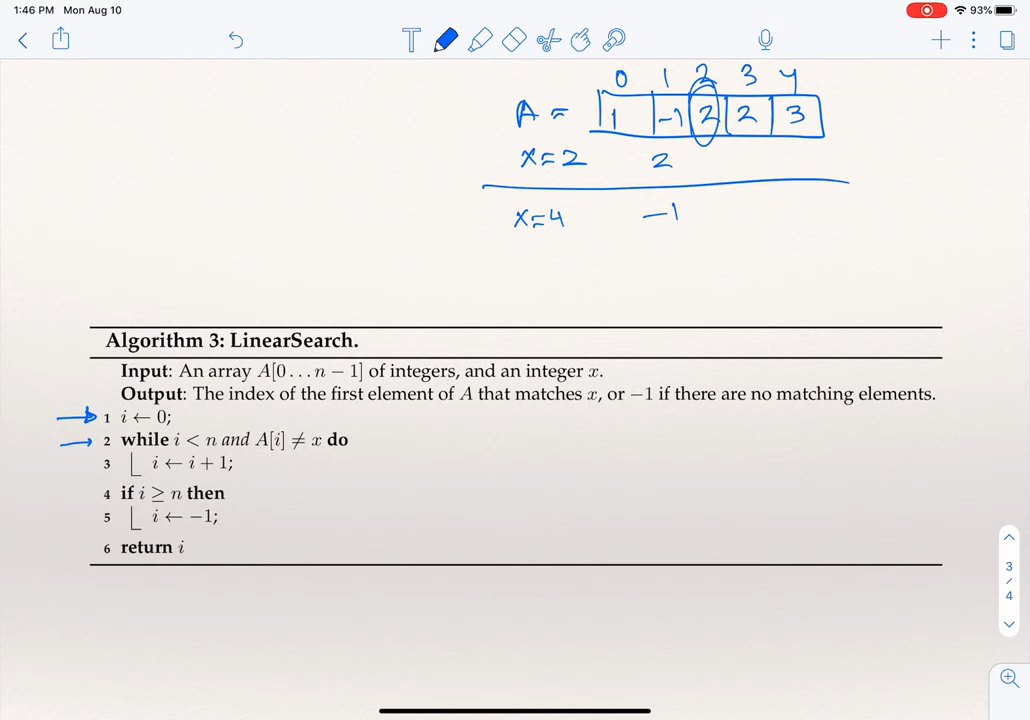 1:46 PM Mon Aug 10 93%
T
0 1 2 3 4
A = 1 -1 2 2 3
x=2 2
x=4 -1
Algorithm 3: LinearSearch.
Input: An array A[0...n − 1] of integers, and an integer x.
Output: The index of the first element of A that matches x, or −1 if there are no matching elements.
1 i ← 0;
2 while i < n and A[i] ≠ x do
3 i ← i + 1;
4 if i ≥ n then
5 i ← −1;
6 return i
3
/
4